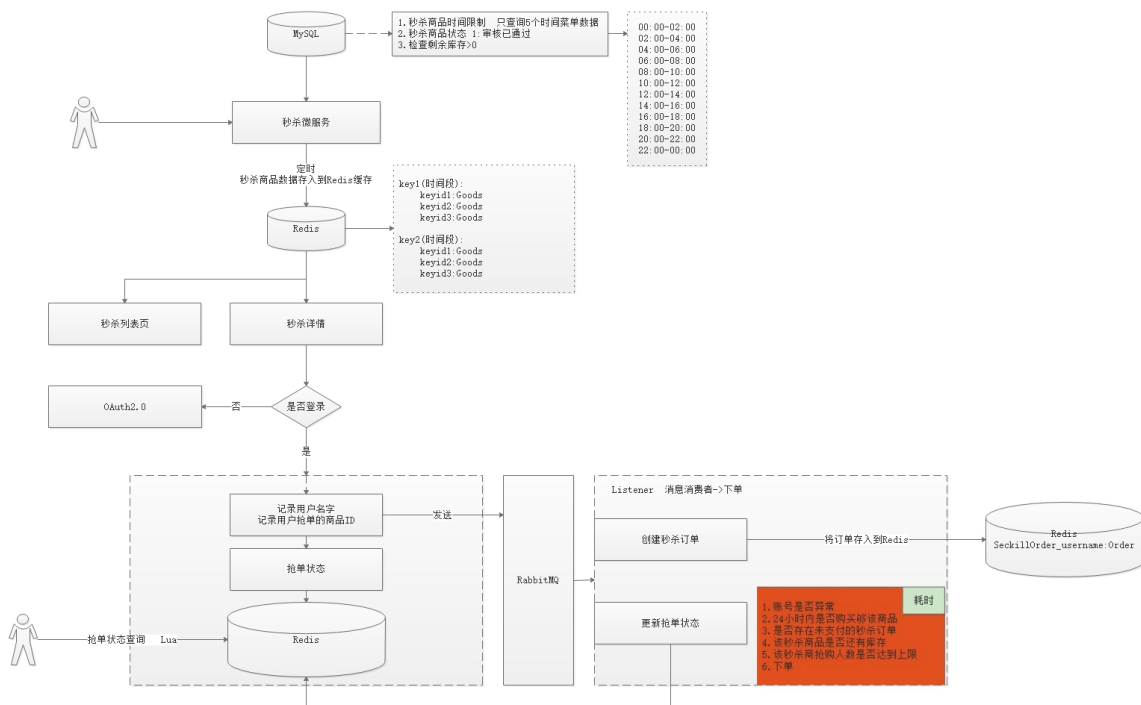 MySQL
1.秒杀商品时间限制 只查询5个时间菜单数据
2.秒杀商品状态 1:审核已通过
3.检查剩余库存>0
00:00-02:00
02:00-04:00
04:00-06:00
06:00-08:00
08:00-10:00
10:00-12:00
12:00-14:00
14:00-16:00
16:00-18:00
18:00-20:00
20:00-22:00
22:00-00:00
秒杀微服务
定时
秒杀商品数据存入到Redis缓存
Redis
key1(时间段):
keyid1:Goods
keyid2:Goods
keyid3:Goods
key2(时间段):
keyid1:Goods
keyid2:Goods
keyid3:Goods
秒杀列表页
秒杀详情
OAuth2.0
否
是否登录
是
记录用户名字
记录用户抢单的商品ID
发送
抢单状态
抢单状态查询 Lua
Redis
RabbitMQ
Listener 消息消费者->下单
创建秒杀订单
将订单存入到Redis
Redis
SeckillOrder_username:Order
更新抢单状态
耗时
1.账号是否异常
2.24小时内是否购买够该商品
3.是否存在未支付的秒杀订单
4.该秒杀商品是否还有库存
5.该秒杀商抢购人数是否达到上限
6.下单